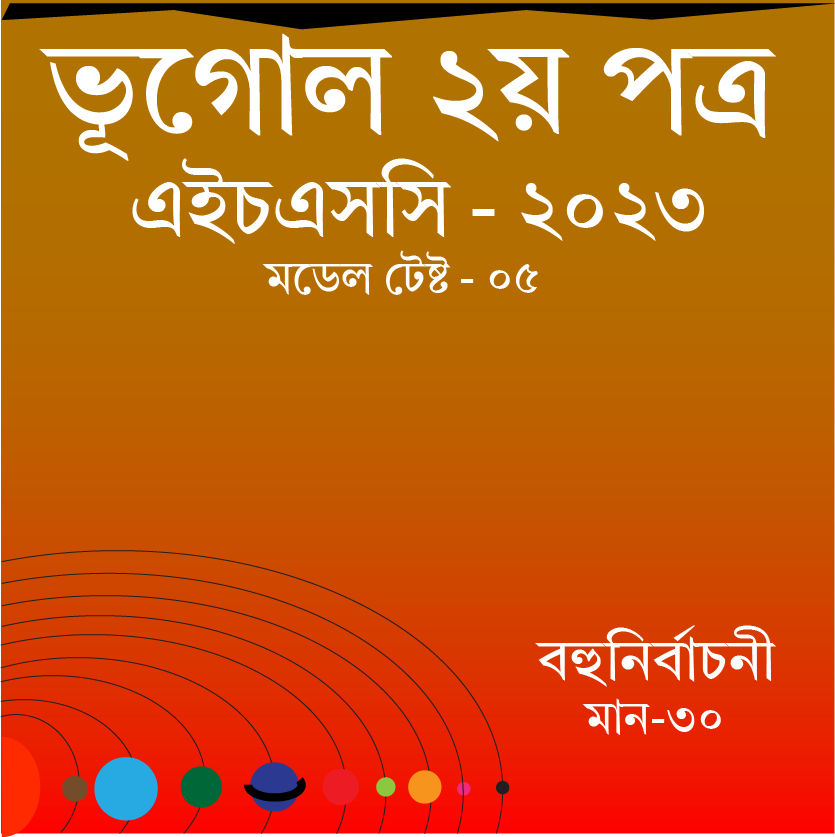 ভূগোল ২য় পত্র
এইচএসসি - ২০২৩
মডেল টেষ্ট - ০৫
বহুনির্বাচনী
মান-৩০